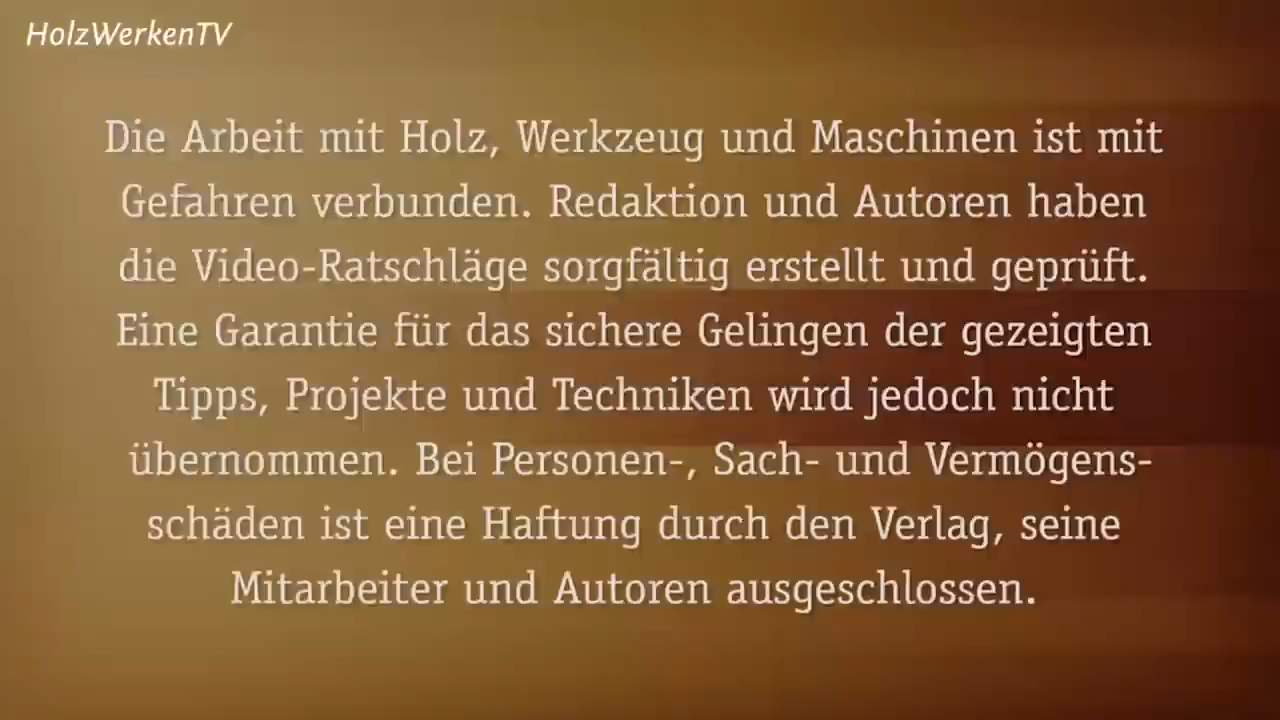 HolzWerkenTV
Die Arbeit mit Holz, Werkzeug und Maschinen ist mit
Gefahren verbunden. Redaktion und Autoren haben
die Video-Ratschläge sorgfältig erstellt und geprüft.
Eine Garantie für das sichere Gelingen der gezeigten
Tipps, Projekte und Techniken wird jedoch nicht
übernommen. Bei Personen-, Sach- und Vermögens-
schäden ist eine Haftung durch den Verlag, seine
Mitarbeiter und Autoren ausgeschlossen.